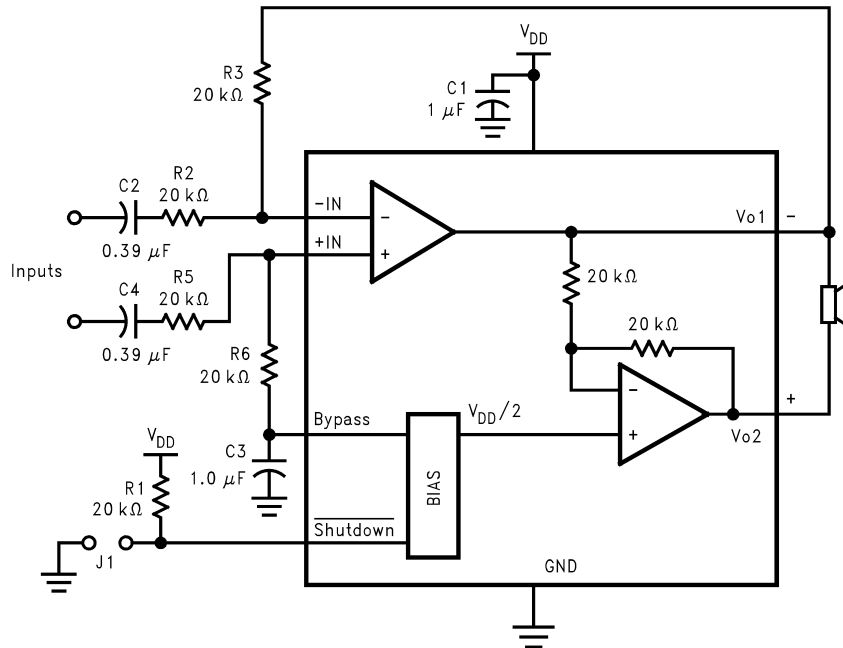 V_DD
R3
20 kΩ
C1
1 μF
C2
R2
20 kΩ
0.39 μF
-IN
-
+IN
+
Vo1
-
Inputs
C4
R5
20 kΩ
0.39 μF
20 kΩ
20 kΩ
R6
20 kΩ
-
+
Vo2
+
Bypass
V_DD/2
BIAS
C3
1.0 μF
V_DD
R1
20 kΩ
Shutdown
J1
GND